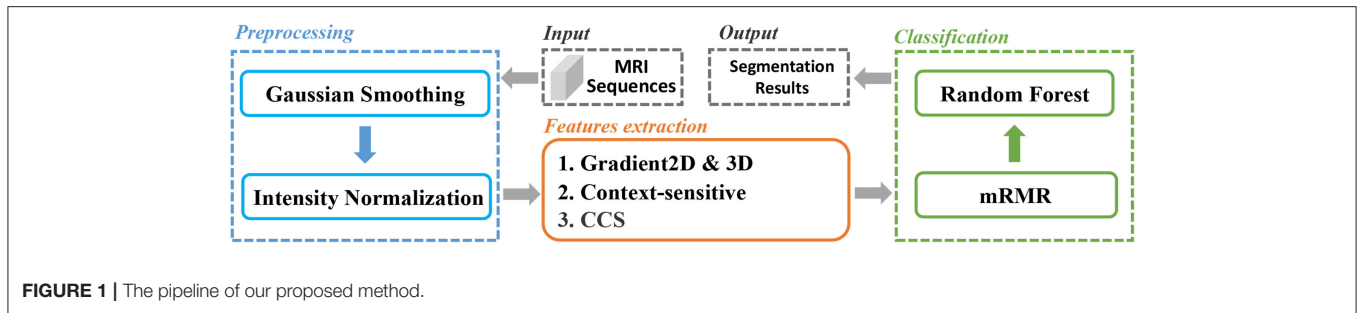 Preprocessing
Gaussian Smoothing
Intensity Normalization
Input
MRI
Sequences
Output
Segmentation
Results
Features extraction
1. Gradient2D & 3D
2. Context-sensitive
3. CCS
Classification
Random Forest
mRMR
FIGURE 1 | The pipeline of our proposed method.